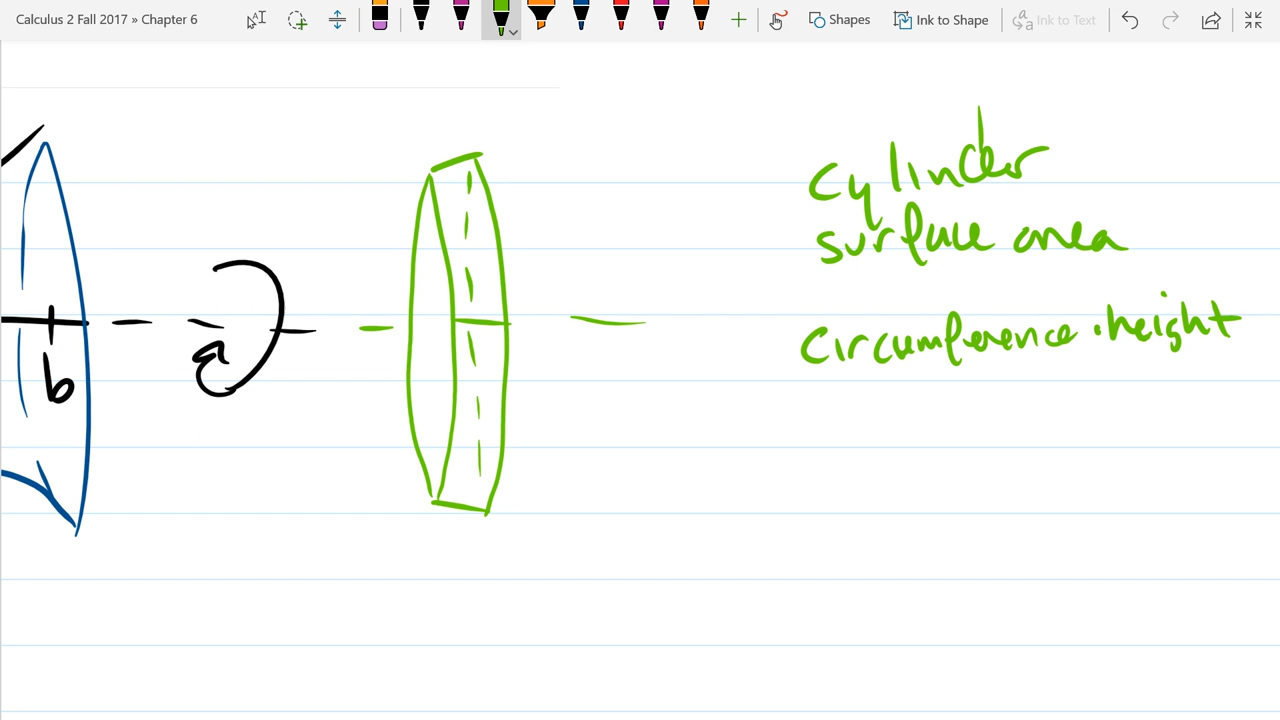 Calculus 2 Fall 2017 » Chapter 6
Shapes
Ink to Shape
Ink to Text
cylinder
surface area
circumference · height
b
a